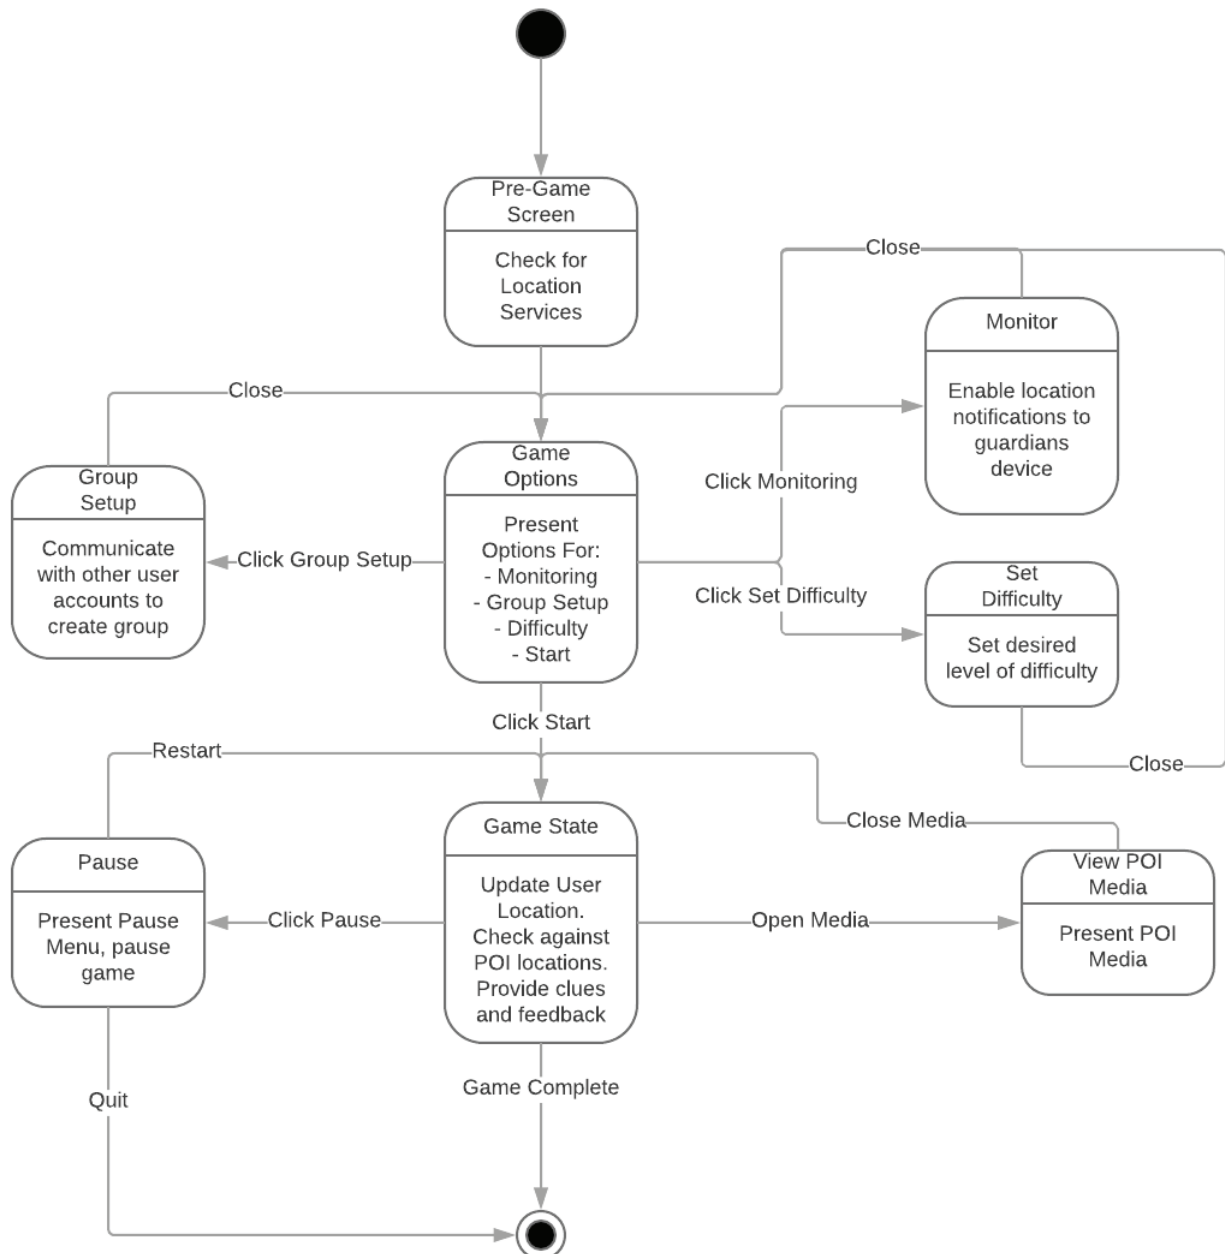 Pre-Game
Screen
Check for
Location
Services
Close
Monitor
Enable location
notifications to
guardians
device
Close
Group
Setup
Communicate
with other user
accounts to
create group
Click Group Setup
Game
Options
Present
Options For:
- Monitoring
- Group Setup
- Difficulty
- Start
Click Monitoring
Click Set Difficulty
Set
Difficulty
Set desired
level of difficulty
Close
Click Start
Restart
Close Media
Pause
Present Pause
Menu, pause
game
Click Pause
Game State
Update User
Location.
Check against
POI locations.
Provide clues
and feedback
Open Media
View POI
Media
Present POI
Media
Quit
Game Complete